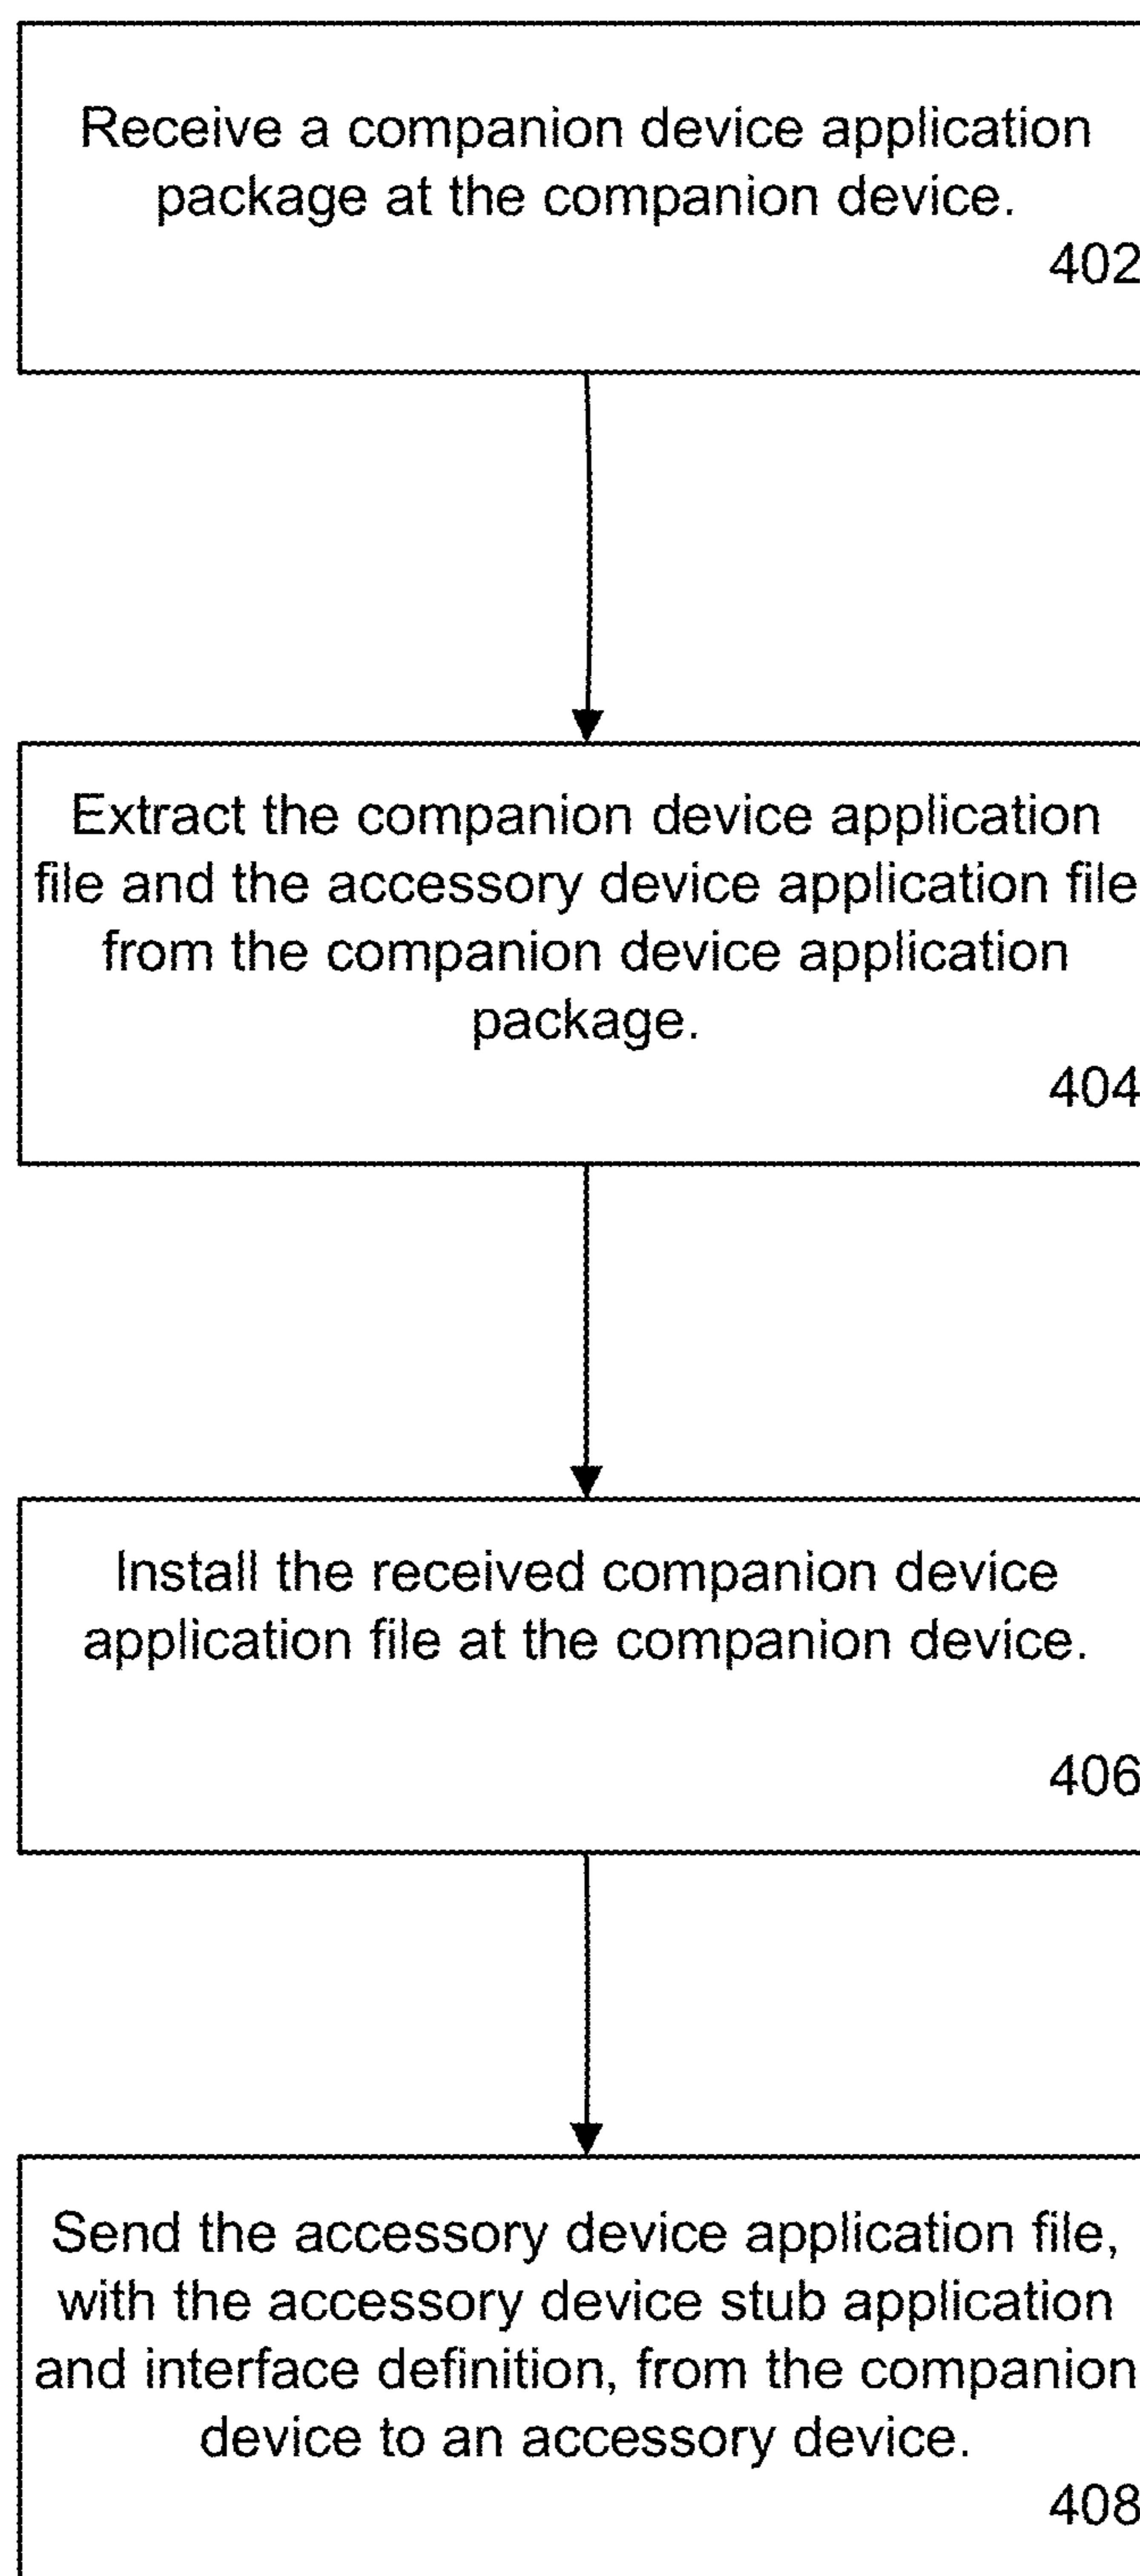 Receive a companion device application
package at the companion device.
402
Extract the companion device application
file and the accessory device application file
from the companion device application
package.
404
Install the received companion device
application file at the companion device.
406
Send the accessory device application file,
with the accessory device stub application
and interface definition, from the companion
device to an accessory device.
408